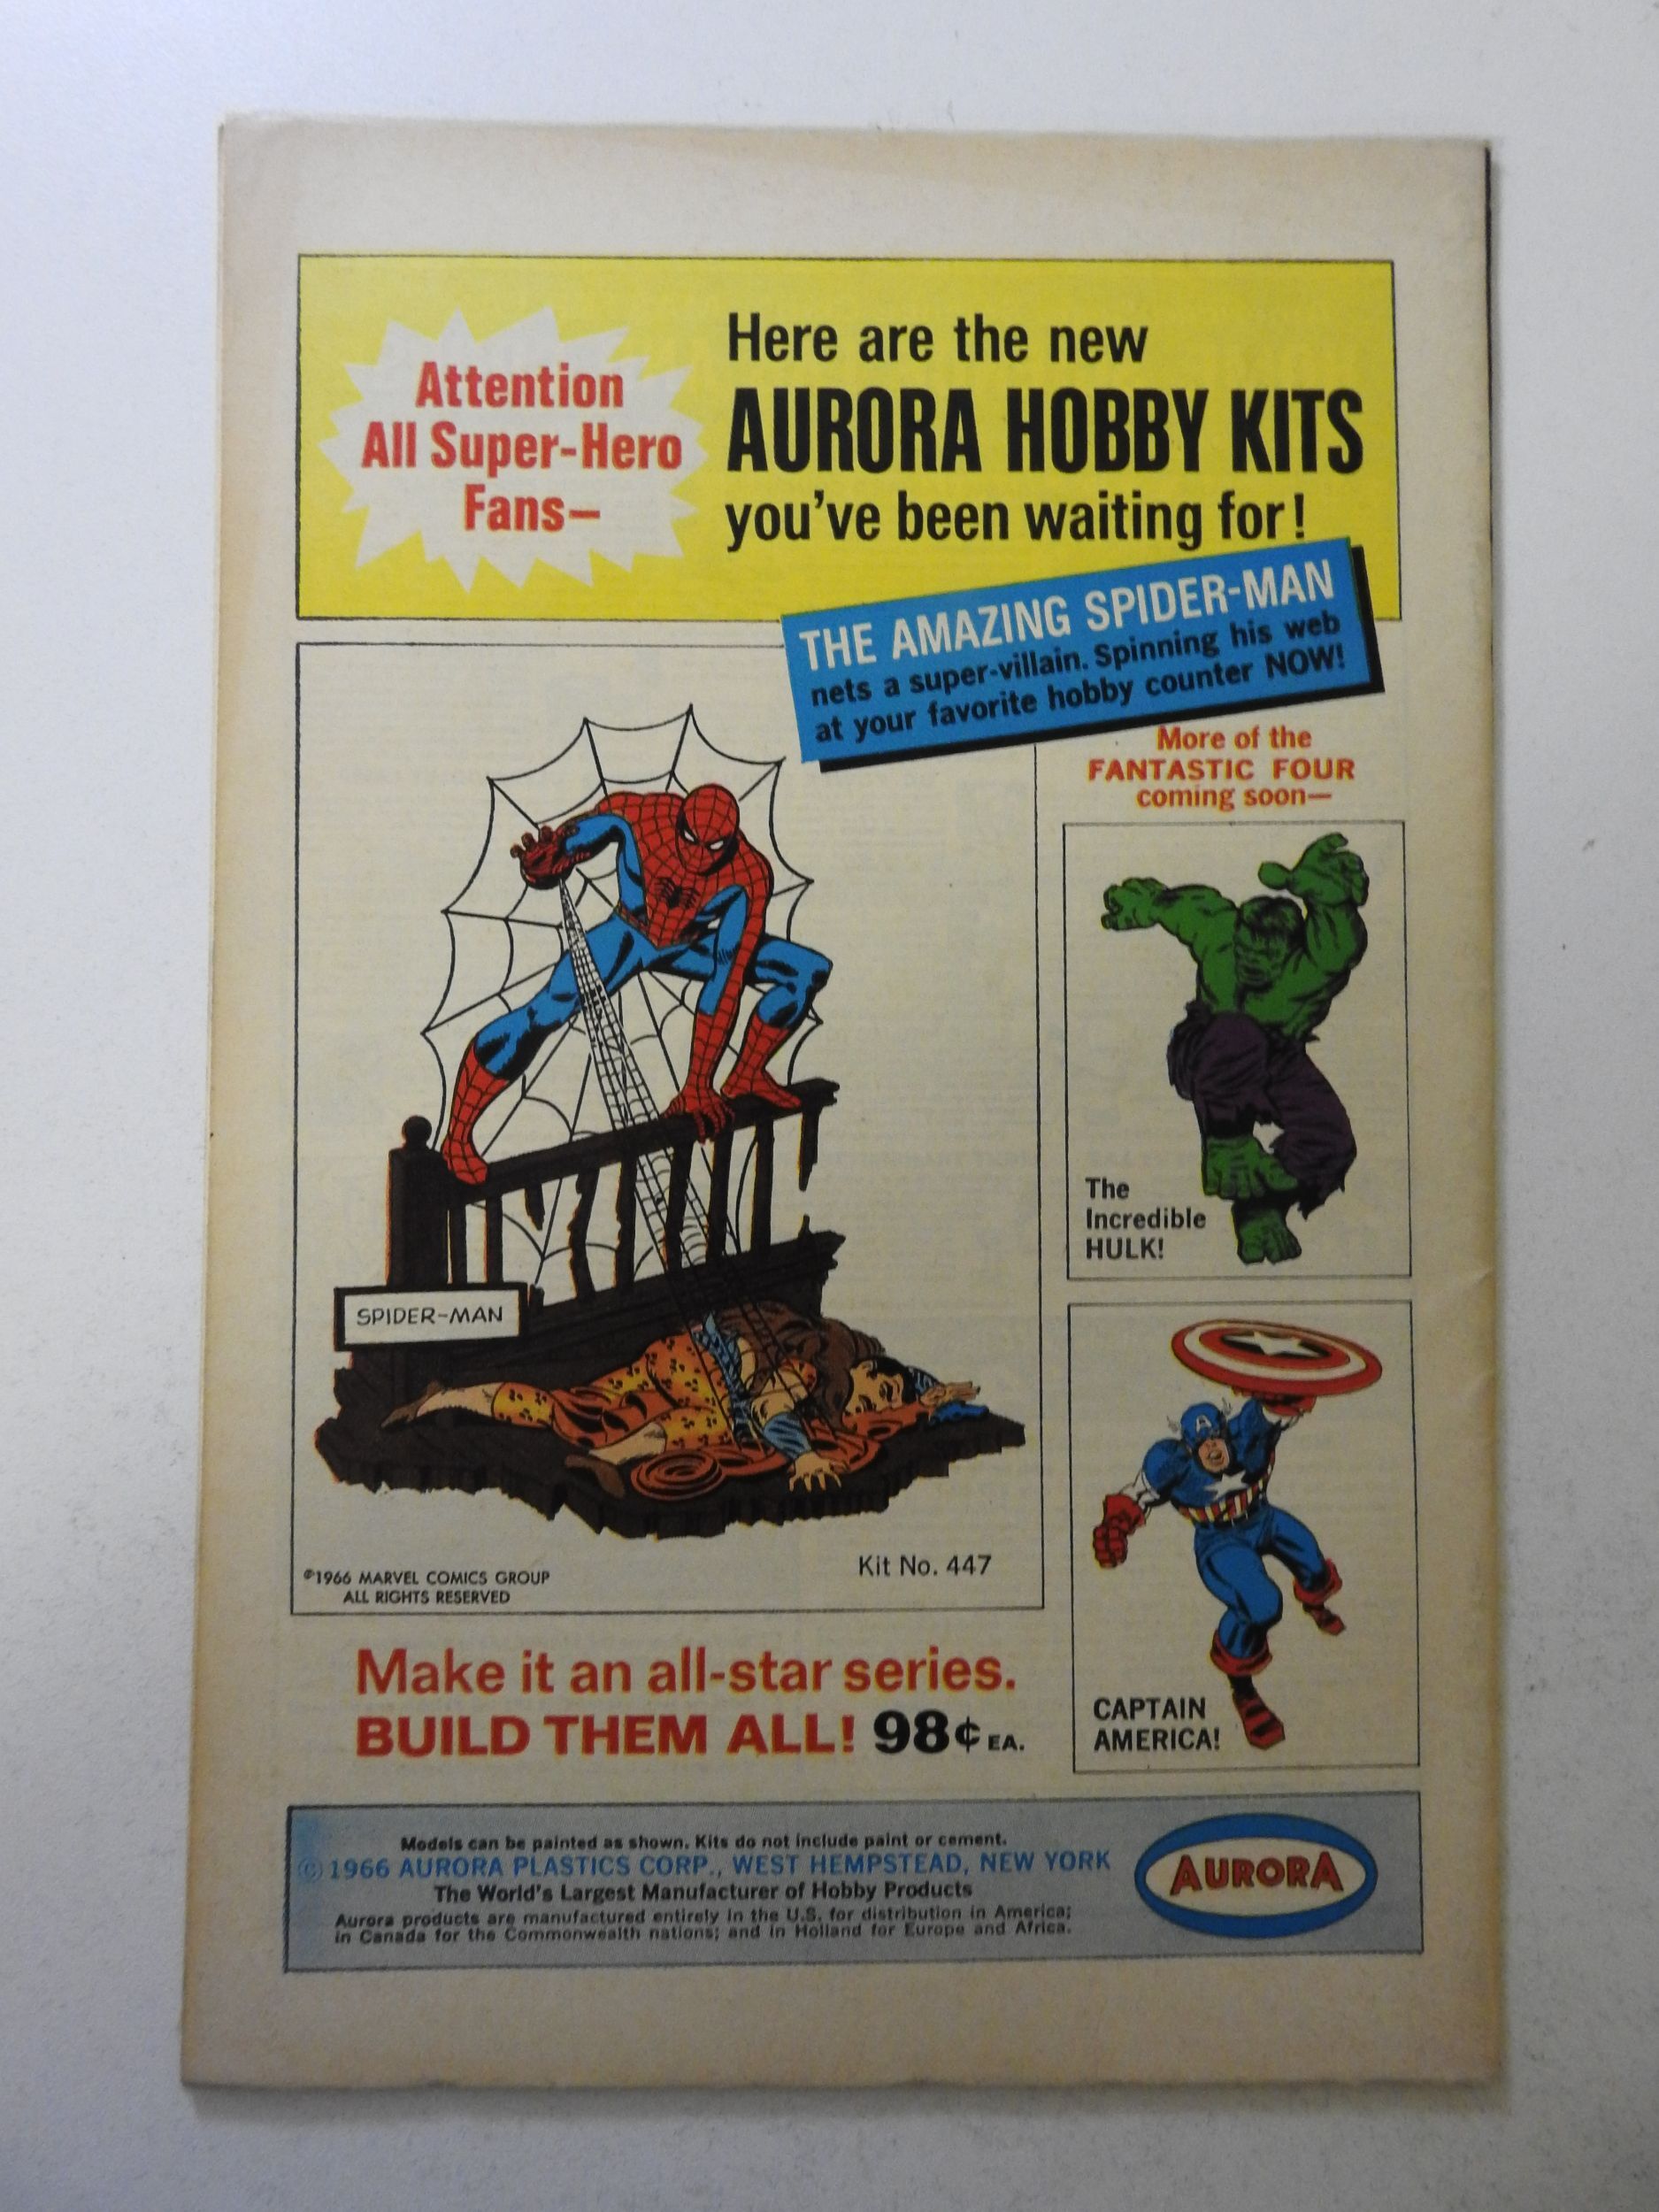 Attention
All Super-Hero
Fans—
Here are the new
AURORA HOBBY KITS
you've been waiting for!
THE AMAZING SPIDER-MAN
nets a super-villain. Spinning his web
at your favorite hobby counter NOW!
More of the
FANTASTIC FOUR
coming soon—
The
Incredible
HULK!
SPIDER-MAN
A
Kit No. 447
©1966 MARVEL COMICS GROUP
ALL RIGHTS RESERVED
CAPTAIN
AMERICA!
Make it an all-star series.
BUILD THEM ALL! 98¢ EA.
Models can be painted as shown. Kits do not include paint or cement.
©1966 AURORA PLASTICS CORP., WEST HEMPSTEAD, NEW YORK
The World's Largest Manufacturer of Hobby Products
Aurora products are manufactured entirely in the U.S. for distribution in America;
in Canada for the Commonwealth nations; and in Holland for Europe and Africa.
AURORA